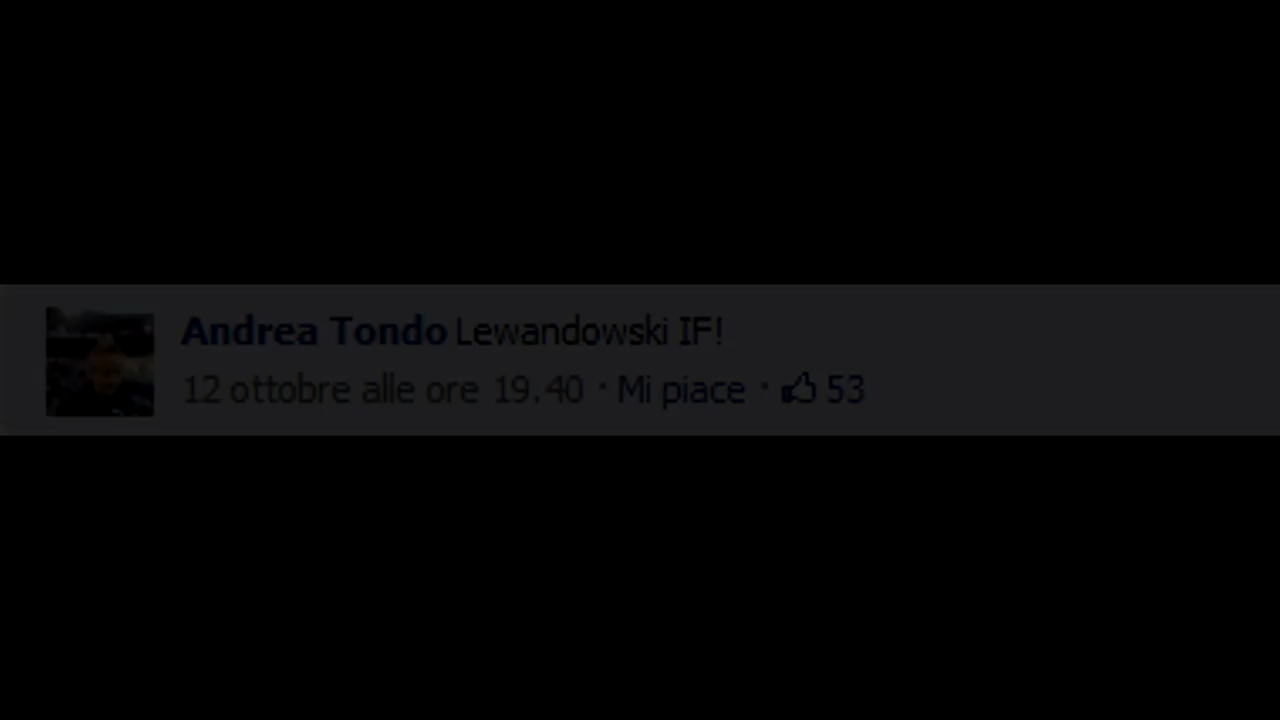 Andrea Tondo Lewandowski IF!
12 ottobre alle ore 19.40 · Mi piace · 53